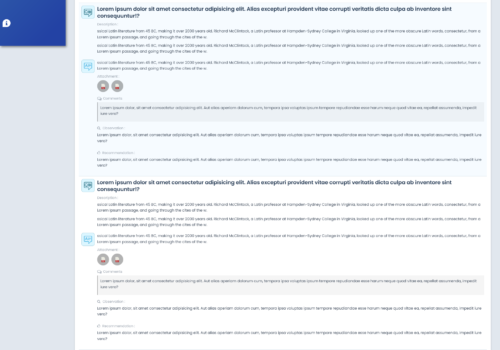 Lorem ipsum dolor sit amet consectetur adipisicing elit. Alias excepturi provident vitae corrupti veritatis dicta culpa ab inventore sint
consequuntur!?
social Latin literature from 45 BC, making it over 2000 years old. Richard McClintock, a Latin professor at Hampden-Sydney College in Virginia, looked up one of the more obscure Latin words, consectetur, from a
Lorem Ipsum passage, and going through the cites of the w
social Latin literature from 45 BC, making it over 2000 years old. Richard McClintock, a Latin professor at Hampden-Sydney College in Virginia, looked up one of the more obscure Latin words, consectetur, from a
Lorem Ipsum passage, and going through the cites of the w
social Latin literature from 45 BC, making it over 2000 years old. Richard McClintock, a Latin professor at Hampden-Sydney College in Virginia, looked up one of the more obscure Latin words, consectetur, from a
Lorem Ipsum passage, and going through the cites of the w
Comments
Lorem ipsum dolor, sit amet consectetur adipisicing elit. Aut alias aperiam dolorum cum, tempora ipsa voluptas ipsum tempore repudiandae esse harum neque quod vitae ea, repellat assumenda, iure
vero?
Observation
Lorem ipsum dolor, sit amet consectetur adipisicing elit. Aut alias aperiam dolorum cum, tempora ipsa voluptas ipsum tempore repudiandae esse harum neque quod vitae ea, repellat assumenda, iure
vero?
Recommendation
Lorem ipsum dolor, sit amet consectetur adipisicing elit. Aut alias aperiam dolorum cum, tempora ipsa voluptas ipsum tempore repudiandae esse harum neque quod vitae ea, repellat assumenda, iure
vero?
Lorem ipsum dolor sit amet consectetur adipisicing elit. Alias excepturi provident vitae corrupti veritatis dicta culpa ab inventore sint
consequuntur!?
social Latin literature from 45 BC, making it over 2000 years old. Richard McClintock, a Latin professor at Hampden-Sydney College in Virginia, looked up one of the more obscure Latin words, consectetur, from a
Lorem Ipsum passage, and going through the cites of the w
social Latin literature from 45 BC, making it over 2000 years old. Richard McClintock, a Latin professor at Hampden-Sydney College in Virginia, looked up one of the more obscure Latin words, consectetur, from a
Lorem Ipsum passage, and going through the cites of the w
social Latin literature from 45 BC, making it over 2000 years old. Richard McClintock, a Latin professor at Hampden-Sydney College in Virginia, looked up one of the more obscure Latin words, consectetur, from a
Lorem Ipsum passage, and going through the cites of the w
Comments
Lorem ipsum dolor, sit amet consectetur adipisicing elit. Aut alias aperiam dolorum cum, tempora ipsa voluptas ipsum tempore repudiandae esse harum neque quod vitae ea, repellat assumenda, iure
vero?
Observation
Lorem ipsum dolor, sit amet consectetur adipisicing elit. Aut alias aperiam dolorum cum, tempora ipsa voluptas ipsum tempore repudiandae esse harum neque quod vitae ea, repellat assumenda, iure
vero?
Recommendation
Lorem ipsum dolor, sit amet consectetur adipisicing elit. Aut alias aperiam dolorum cum, tempora ipsa voluptas ipsum tempore repudiandae esse harum neque quod vitae ea, repellat assumenda, iure
vero?